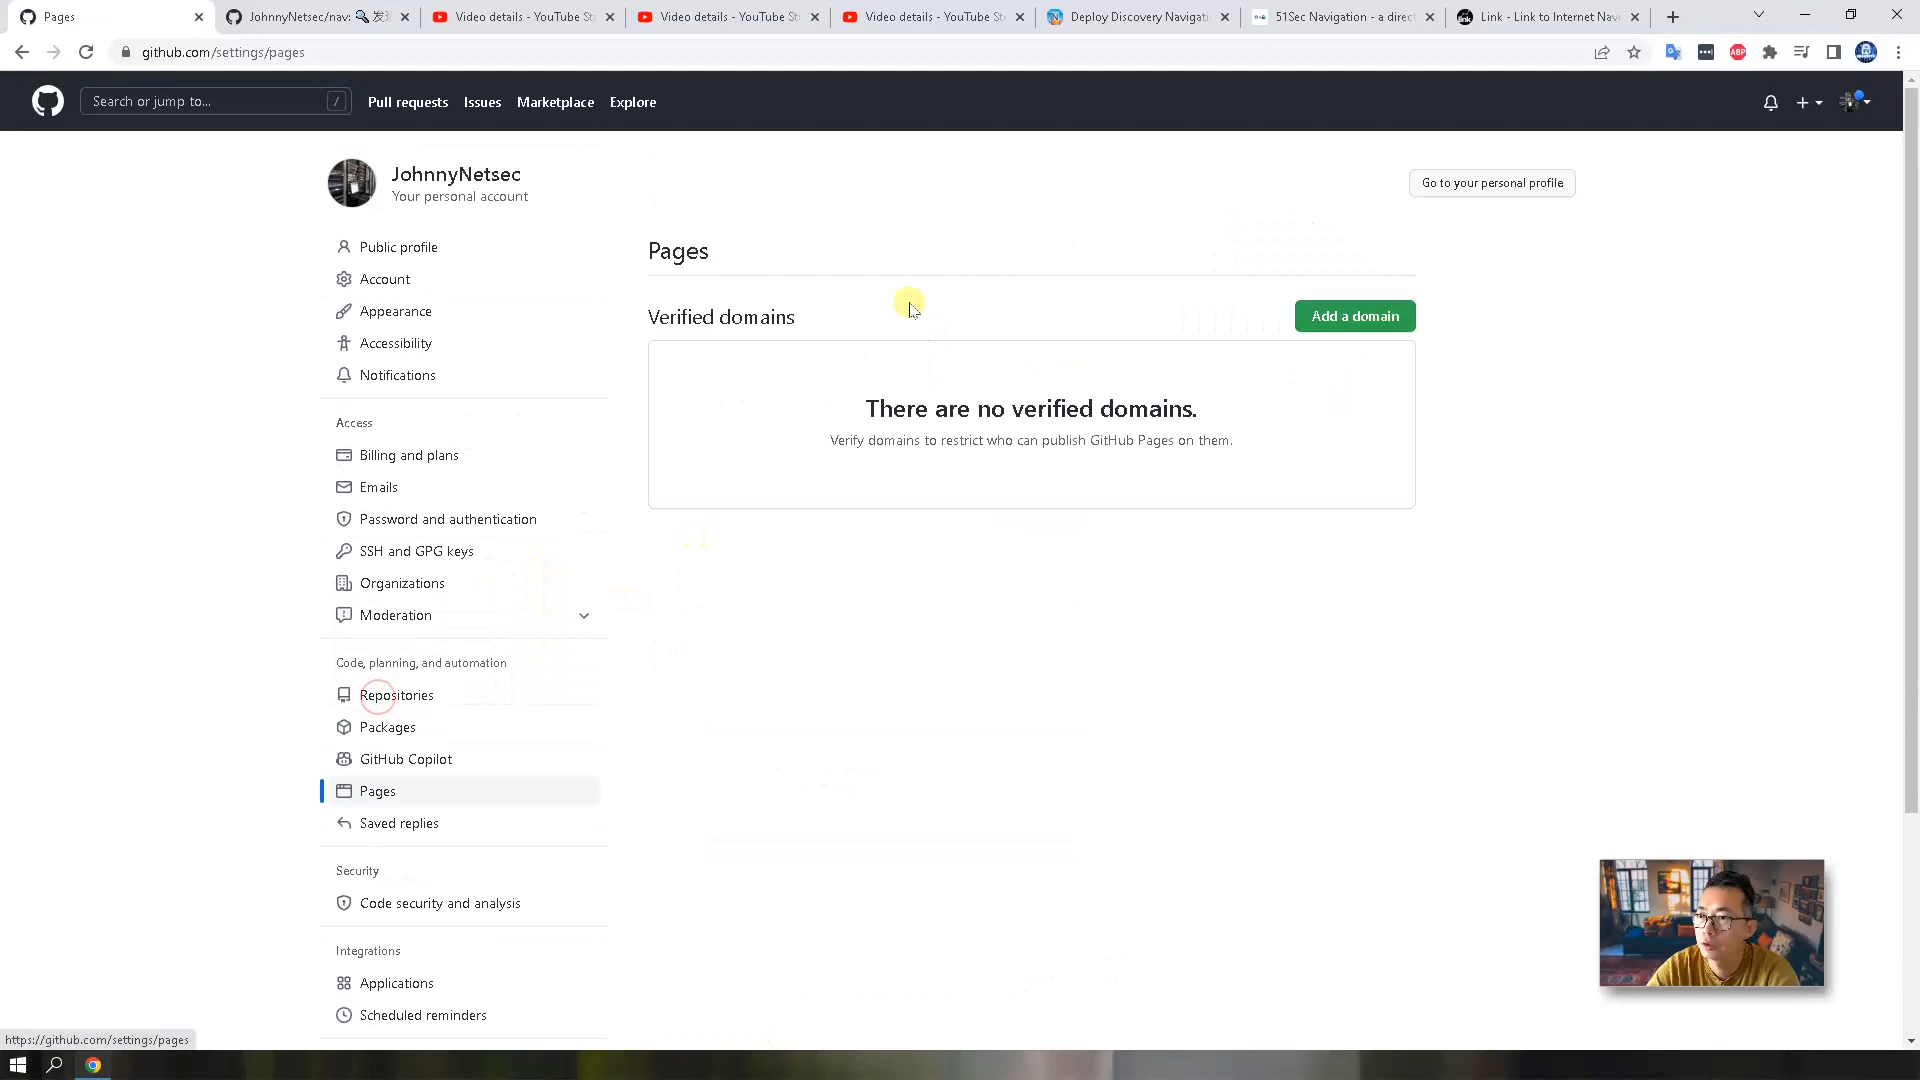 Pages
JohnnyNetsec/nav: 🔍 发现
Video details - YouTube St
Video details - YouTube St
Video details - YouTube St
Deploy Discovery Navigati
51Sec Navigation - a direct
Link - Link to Internet Navi
github.com/settings/pages
ABP
Search or jump to...
/
Pull requests
Issues
Marketplace
Explore
JohnnyNetsec
Your personal account
Go to your personal profile
Public profile
Account
Appearance
Accessibility
Notifications
Access
Billing and plans
Emails
Password and authentication
SSH and GPG keys
Organizations
Moderation
Code, planning, and automation
Repositories
Packages
GitHub Copilot
Pages
Saved replies
Security
Code security and analysis
Integrations
Applications
Scheduled reminders
Pages
Verified domains
Add a domain
There are no verified domains.
Verify domains to restrict who can publish GitHub Pages on them.
https://github.com/settings/pages